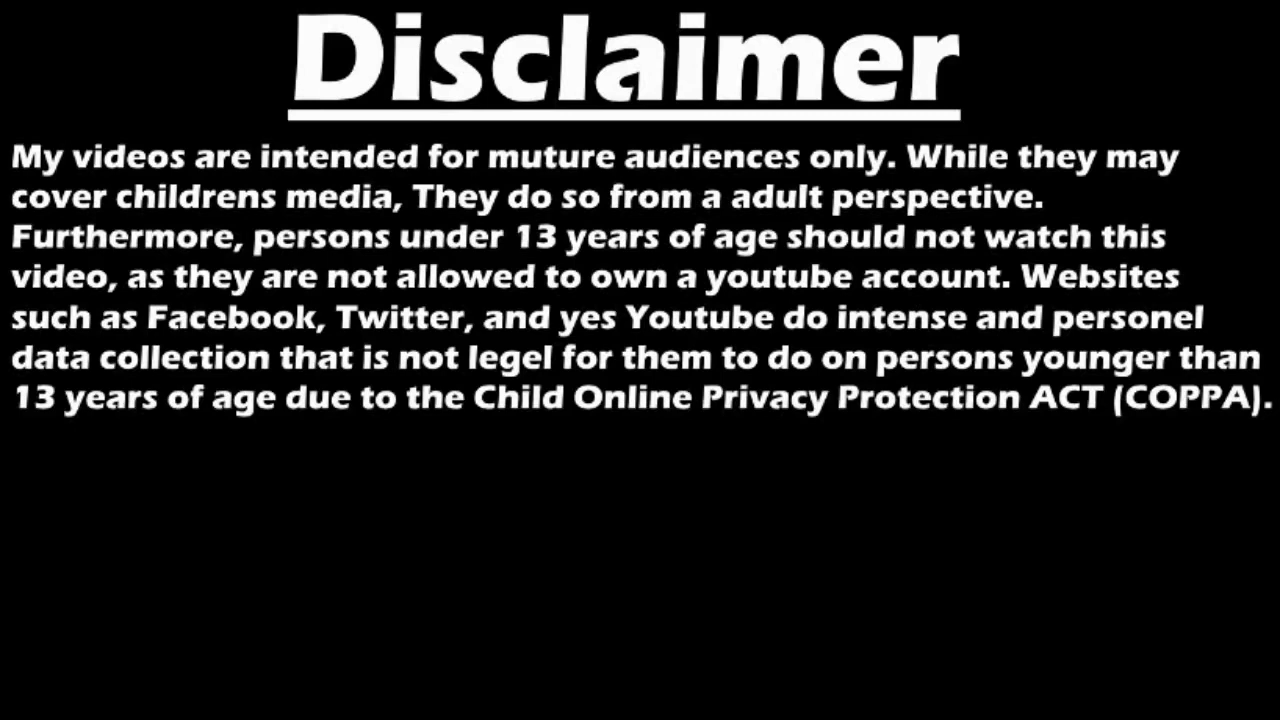 Disclaimer
My videos are intended for muture audiences only. While they may
cover childrens media, They do so from a adult perspective.
Furthermore, persons under 13 years of age should not watch this
video, as they are not allowed to own a youtube account. Websites
such as Facebook, Twitter, and yes Youtube do intense and personel
data collection that is not legel for them to do on persons younger than
13 years of age due to the Child Online Privacy Protection ACT (COPPA).